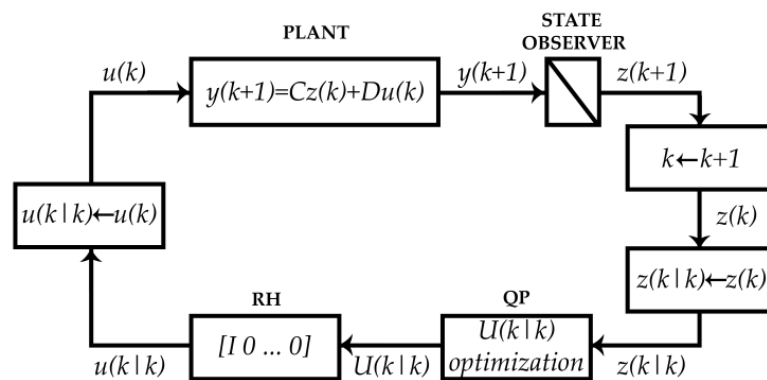 PLANT
STATE
OBSERVER
u(k)
y(k+1)=Cz(k)+Du(k)
y(k+1)
z(k+1)
k←k+1
u(k|k)←u(k)
z(k)
z(k|k)←z(k)
RH
QP
[I 0 ... 0]
U(k|k)
optimization
u(k|k)
U(k|k)
z(k|k)